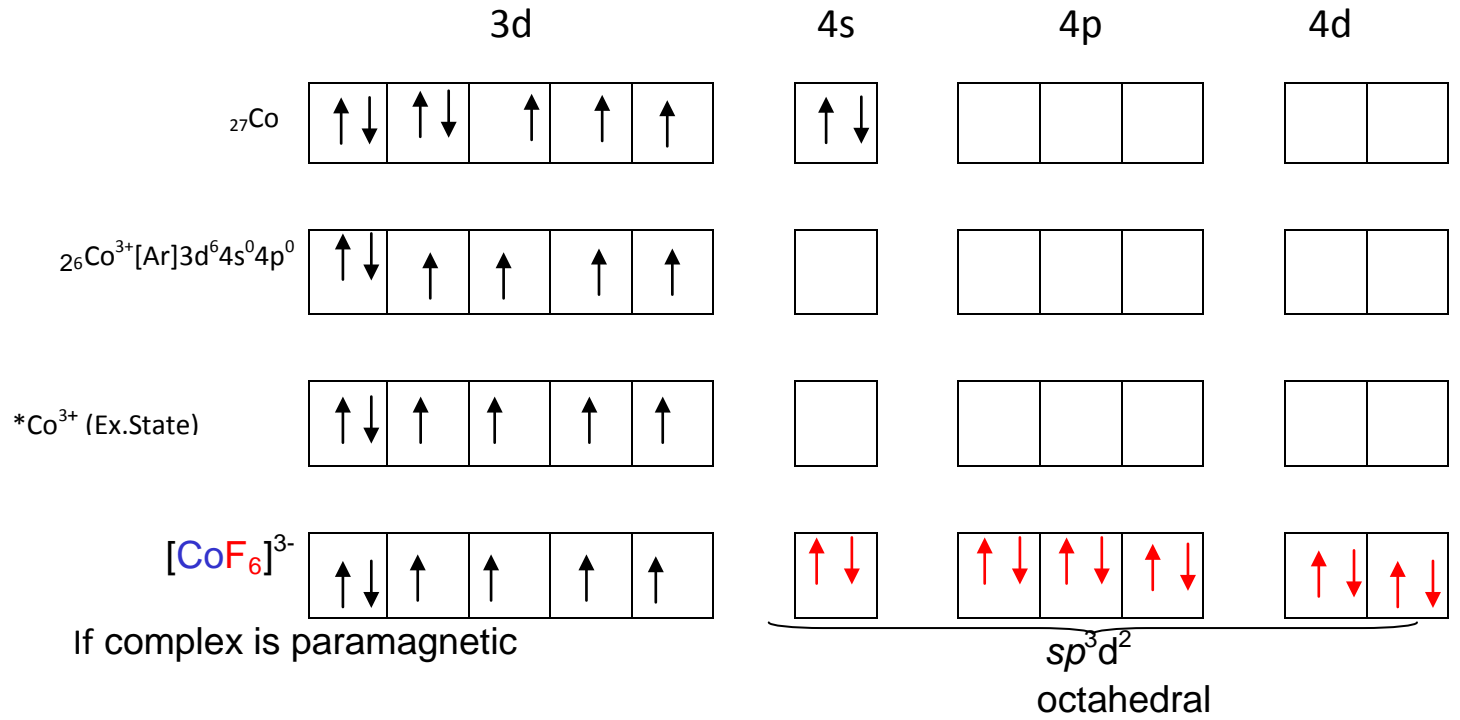 3d 4s 4p 4d
₂₇Co
₂₆Co³⁺[Ar]3d⁶4s⁰4p⁰
*Co³⁺ (Ex.State)
[CoF₆]³⁻
If complex is paramagnetic
sp³d²
octahedral